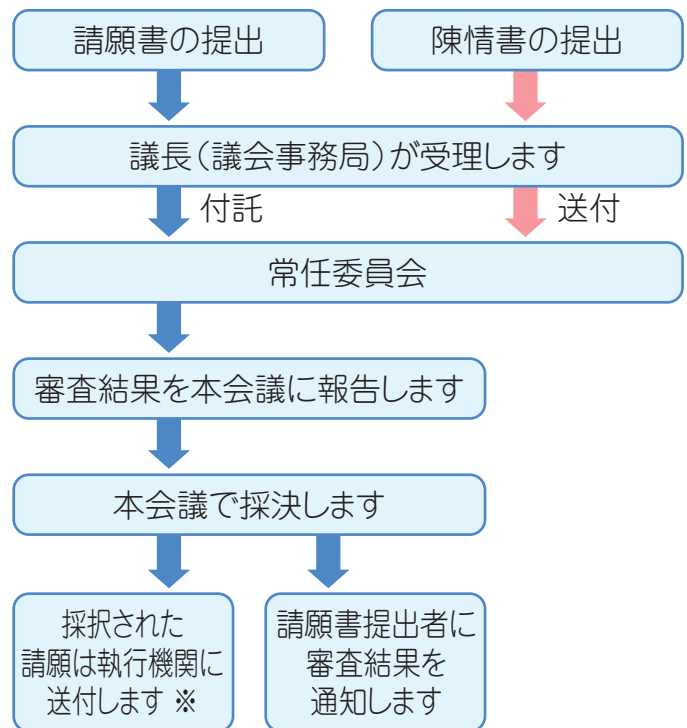 請願書の提出
陳情書の提出
議長(議会事務局)が受理します
付託
送付
常任委員会
審査結果を本会議に報告します
本会議で採決します
採択された
請願は執行機関に
送付します ※
請願書提出者に
審査結果を
通知します